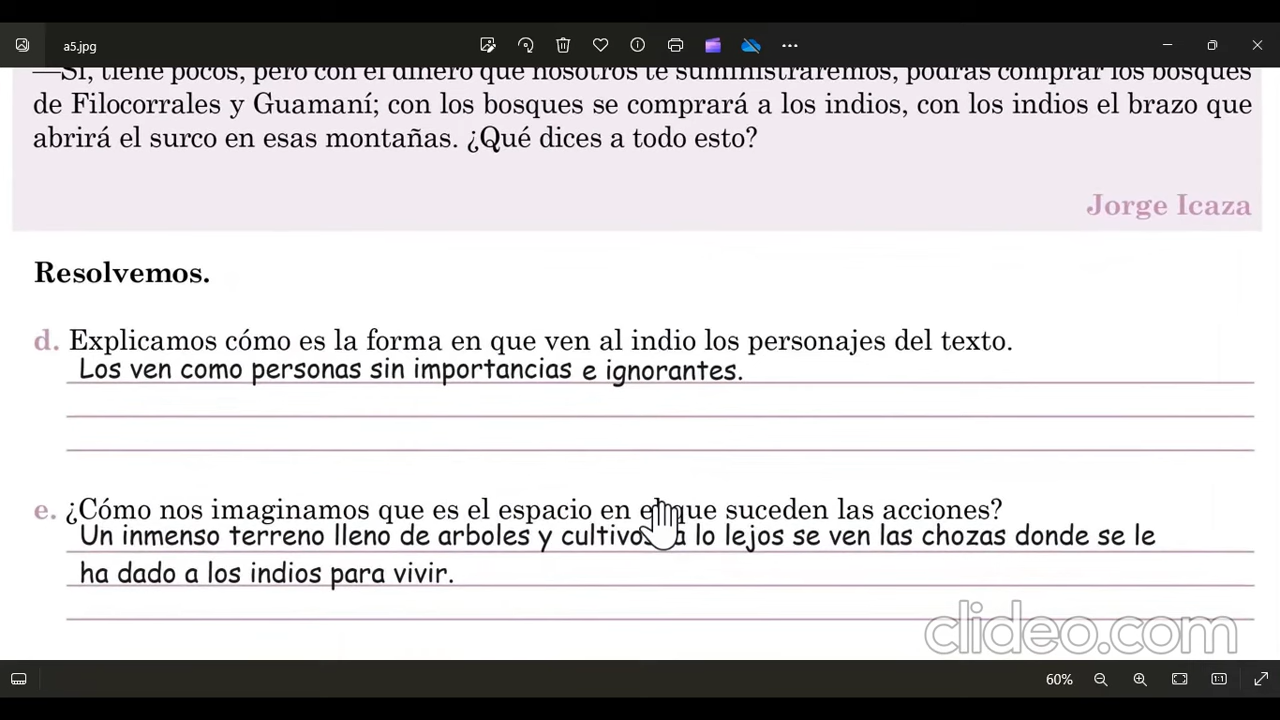 a5.jpg
—Sí, tiene pocos, pero con el dinero que nosotros te suministraremos, podrás comprar los bosques
de Filocorrales y Guamaní; con los bosques se comprará a los indios, con los indios el brazo que
abrirá el surco en esas montañas. ¿Qué dices a todo esto?
Jorge Icaza
Resolvemos.
d. Explicamos cómo es la forma en que ven al indio los personajes del texto.
Los ven como personas sin importancias e ignorantes.
e. ¿Cómo nos imaginamos que es el espacio en el que suceden las acciones?
Un inmenso terreno lleno de arboles y lo lejos se ven las chozas donde se le
ha dado a los indios para vivir.
clideo.com
60%
1:1